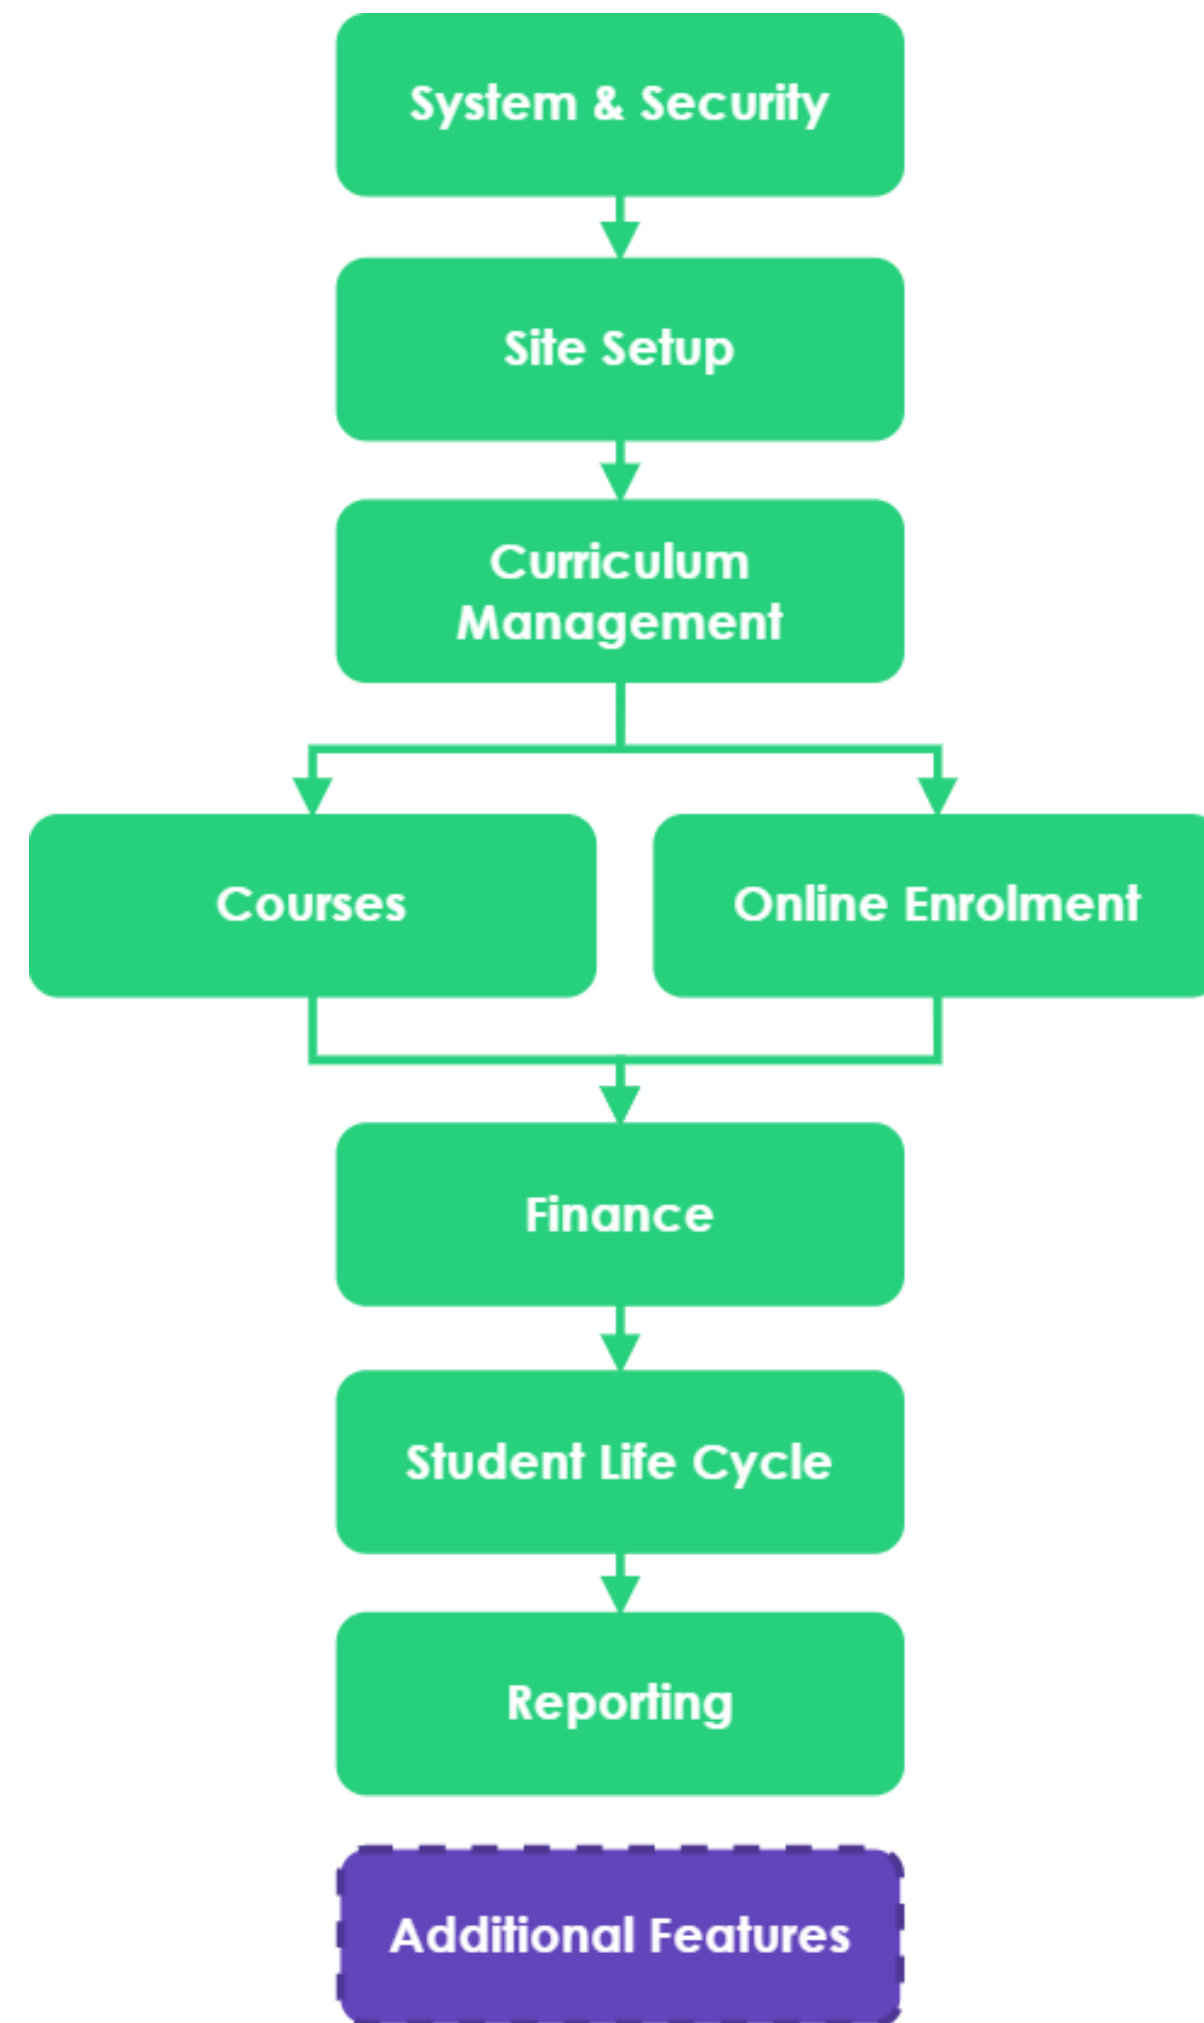 System & Security
Site Setup
Curriculum
Management
Courses
Online Enrolment
Finance
Student Life Cycle
Reporting
Additional Features